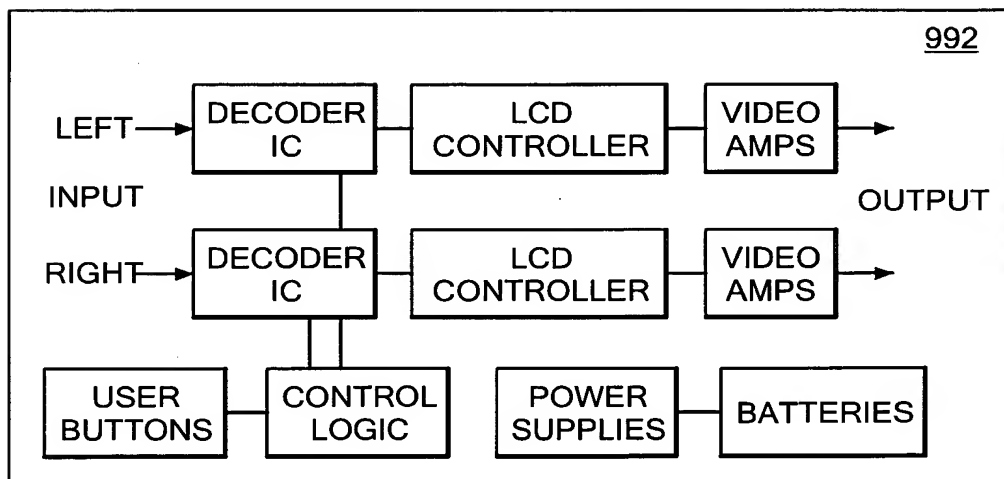 992
DECODER
IC
LCD
CONTROLLER
VIDEO
AMPS
LEFT
INPUT
OUTPUT
RIGHT
DECODER
IC
LCD
CONTROLLER
VIDEO
AMPS
USER
BUTTONS
CONTROL
LOGIC
POWER
SUPPLIES
BATTERIES